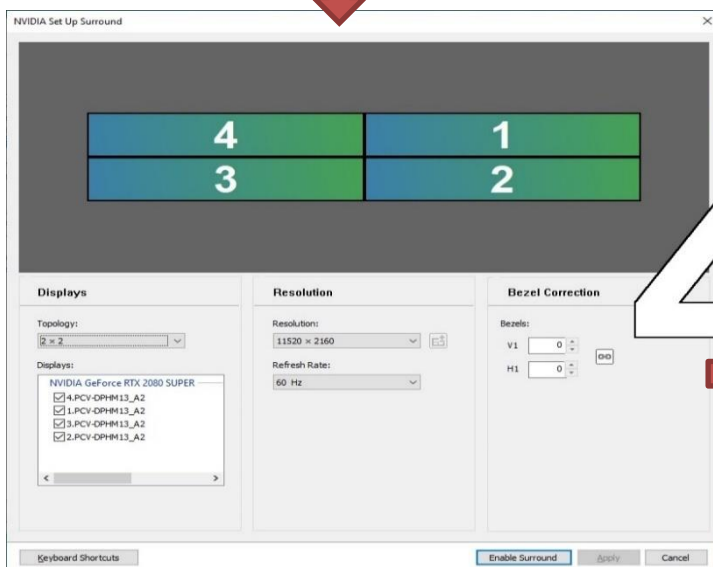 NVIDIA Set Up Surround
4 1
3 2
Displays
Topology:
2 × 2
Displays:
NVIDIA GeForce RTX 2080 SUPER
4.PCV-DPHM13_A2
1.PCV-DPHM13_A2
3.PCV-DPHM13_A2
2.PCV-DPHM13_A2
Resolution
Resolution:
11520 × 2160
Refresh Rate:
60 Hz
Bezel Correction
Bezels:
V1 0
H1 0
4
Keyboard Shortcuts
Enable Surround
Apply
Cancel